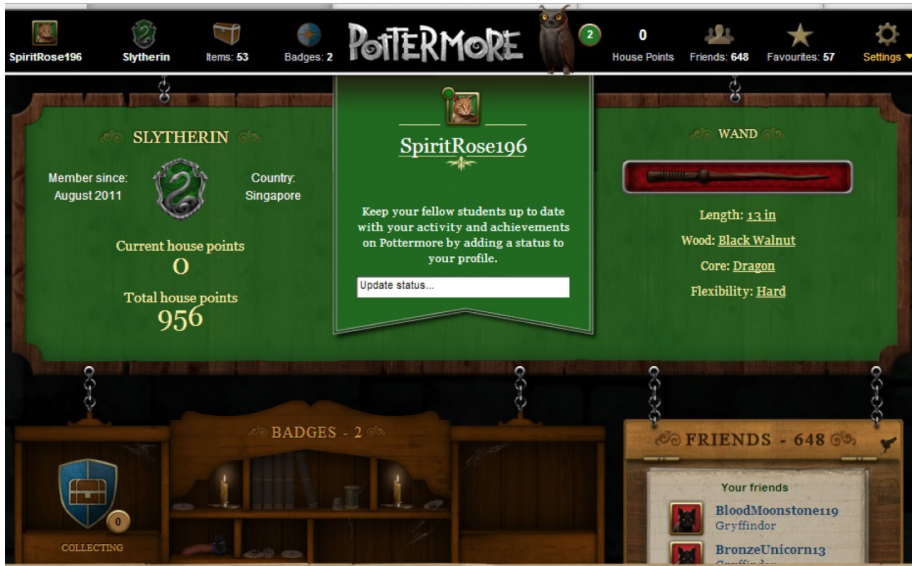 SpiritRose196
Slytherin
Items: 53
Badges: 2
POTTERMORE
2
0
House Points
Friends: 648
Favourites: 57
Settings
SLYTHERIN
Member since:
August 2011
Country:
Singapore
Current house points
0
Total house points
956
SpiritRose196
Keep your fellow students up to date
with your activity and achievements
on Pottermore by adding a status to
your profile.
Update status...
WAND
Length: 13 in
Wood: Black Walnut
Core: Dragon
Flexibility: Hard
BADGES - 2
0
COLLECTING
FRIENDS - 648
Your friends
BloodMoonstone119
Gryffindor
BronzeUnicorn13
Gryffindor